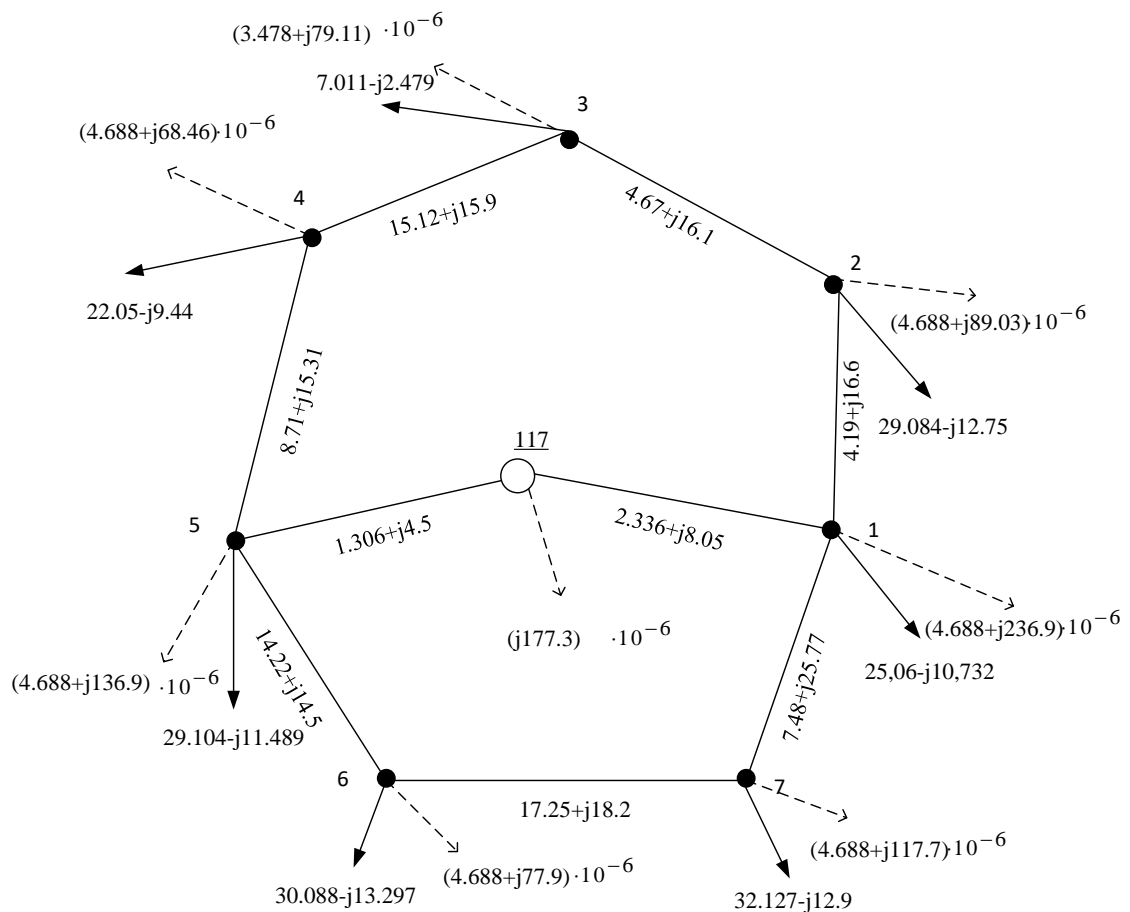 (3.478+j79.11) ·10−6
7.011-j2.479
3
(4.688+j68.46)·10−6
4
15.12+j15.9
4.67+j16.1
2
(4.688+j89.03)·10−6
22.05-j9.44
8.71+j15.31
4.19+j16.6
29.084-j12.75
117
5
1.306+j4.5
2.336+j8.05
1
(j177.3) ·10−6
(4.688+j236.9)·10−6
25,06-j10,732
(4.688+j136.9) ·10−6
14.22+j14.5
7.48+j25.77
29.104-j11.489
6
7
17.25+j18.2
(4.688+j117.7)·10−6
(4.688+j77.9)·10−6
30.088-j13.297
32.127-j12.9